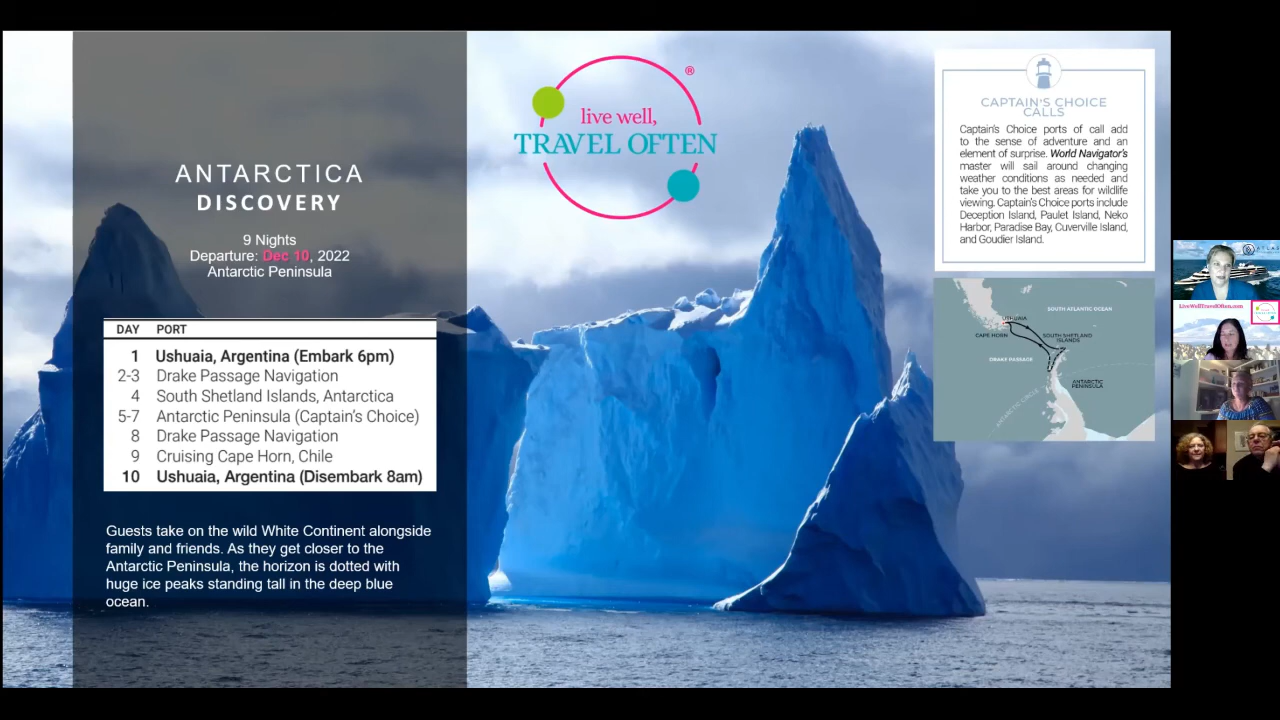 ANTARCTICA
DISCOVERY
9 Nights
Departure: Dec 10, 2022
Antarctic Peninsula
DAY PORT
1 Ushuaia, Argentina (Embark 6pm)
2-3 Drake Passage Navigation
4 South Shetland Islands, Antarctica
5-7 Antarctic Peninsula (Captain's Choice)
8 Drake Passage Navigation
9 Cruising Cape Horn, Chile
10 Ushuaia, Argentina (Disembark 8am)
Guests take on the wild White Continent alongside
family and friends. As they get closer to the
Antarctic Peninsula, the horizon is dotted with
huge ice peaks standing tall in the deep blue
ocean.
®
live well,
TRAVEL OFTEN
CAPTAIN'S CHOICE
CALLS
Captain's Choice ports of call add
to the sense of adventure and an
element of surprise. World Navigator's
master will sail around changing
weather conditions as needed and
take you to the best areas for wildlife
viewing. Captain's Choice ports include
Deception Island, Paulet Island, Neko
Harbor, Paradise Bay, Cuverville Island,
and Goudier Island.
SOUTH ATLANTIC OCEAN
USHUAIA
CAPE HORN
SOUTH SHETLAND
ISLANDS
DRAKE PASSAGE
ANTARCTIC
PENINSULA
ANTARCTIC CIRCLE
ATLAS
LiveWellTravelOften.com